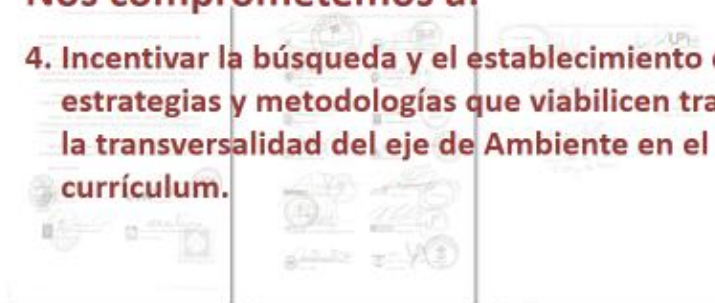 Nos comprometemos a:
4. Incentivar la búsqueda y el establecimiento
estrategias y metodologías que viabilicen
la transversalidad del eje de Ambiente en el
currículum.